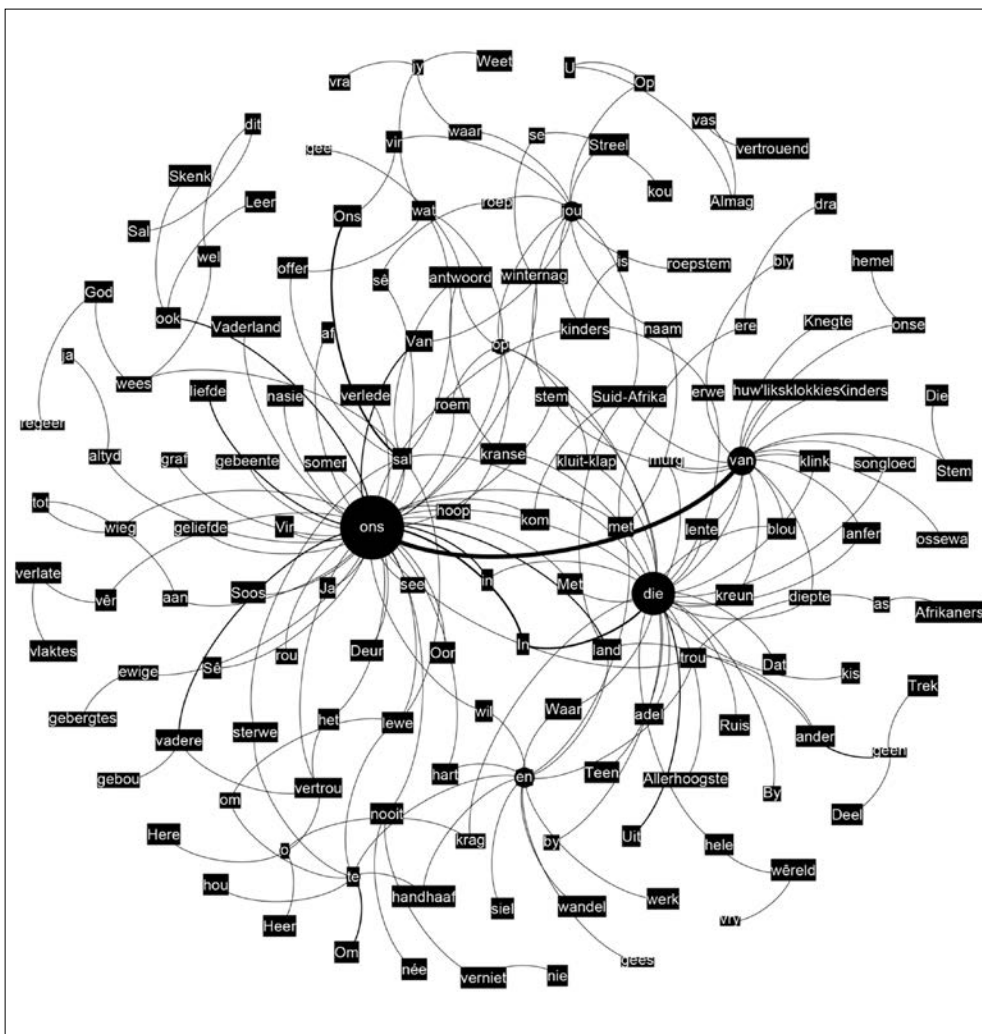 jy
Weet
vra
U
Op
vas
vertrouend
dit
gee
vir
waar
se
Streel
Skenk
Leer
kou
Almag
Sal
Ons
wat
roep
jou
dra
wel
offer
sê
antwoord
winternag
is
roepstem
bly
hemel
God
ook
Vaderland
af
Van
op
kinders
naam
ere
Knegte
onse
ja
wees
liefde
nasie
verlede
roem
stem
Suid-Afrika
erwe
huw'liksklokkies
Kinders
Die
regeer
altyd
graf
gebeente
somer
sal
kranse
kluit-klap
murg
van
klink
songloed
Stem
tot
wieg
geliefde
Vir
ons
hoop
kom
met
lente
blou
lanfer
ossewa
verlate
vêr
aan
Soos
Ja
see
in
Met
die
kreun
diepte
as
Afrikaners
vlaktes
ewige
Sê
rou
Deur
Oor
In
land
trou
Dat
kis
Trek
gebergtes
vadere
sterwe
het
lewe
wil
Waar
adel
Ruis
ander
geen
gebou
om
vertrou
hart
en
Teen
Allerhoogste
By
Deel
Here
o
nooit
krag
by
Uit
hele
wêreld
hou
te
handhaaf
siel
wandel
werk
vry
Heer
Om
née
verniet
nie
gees